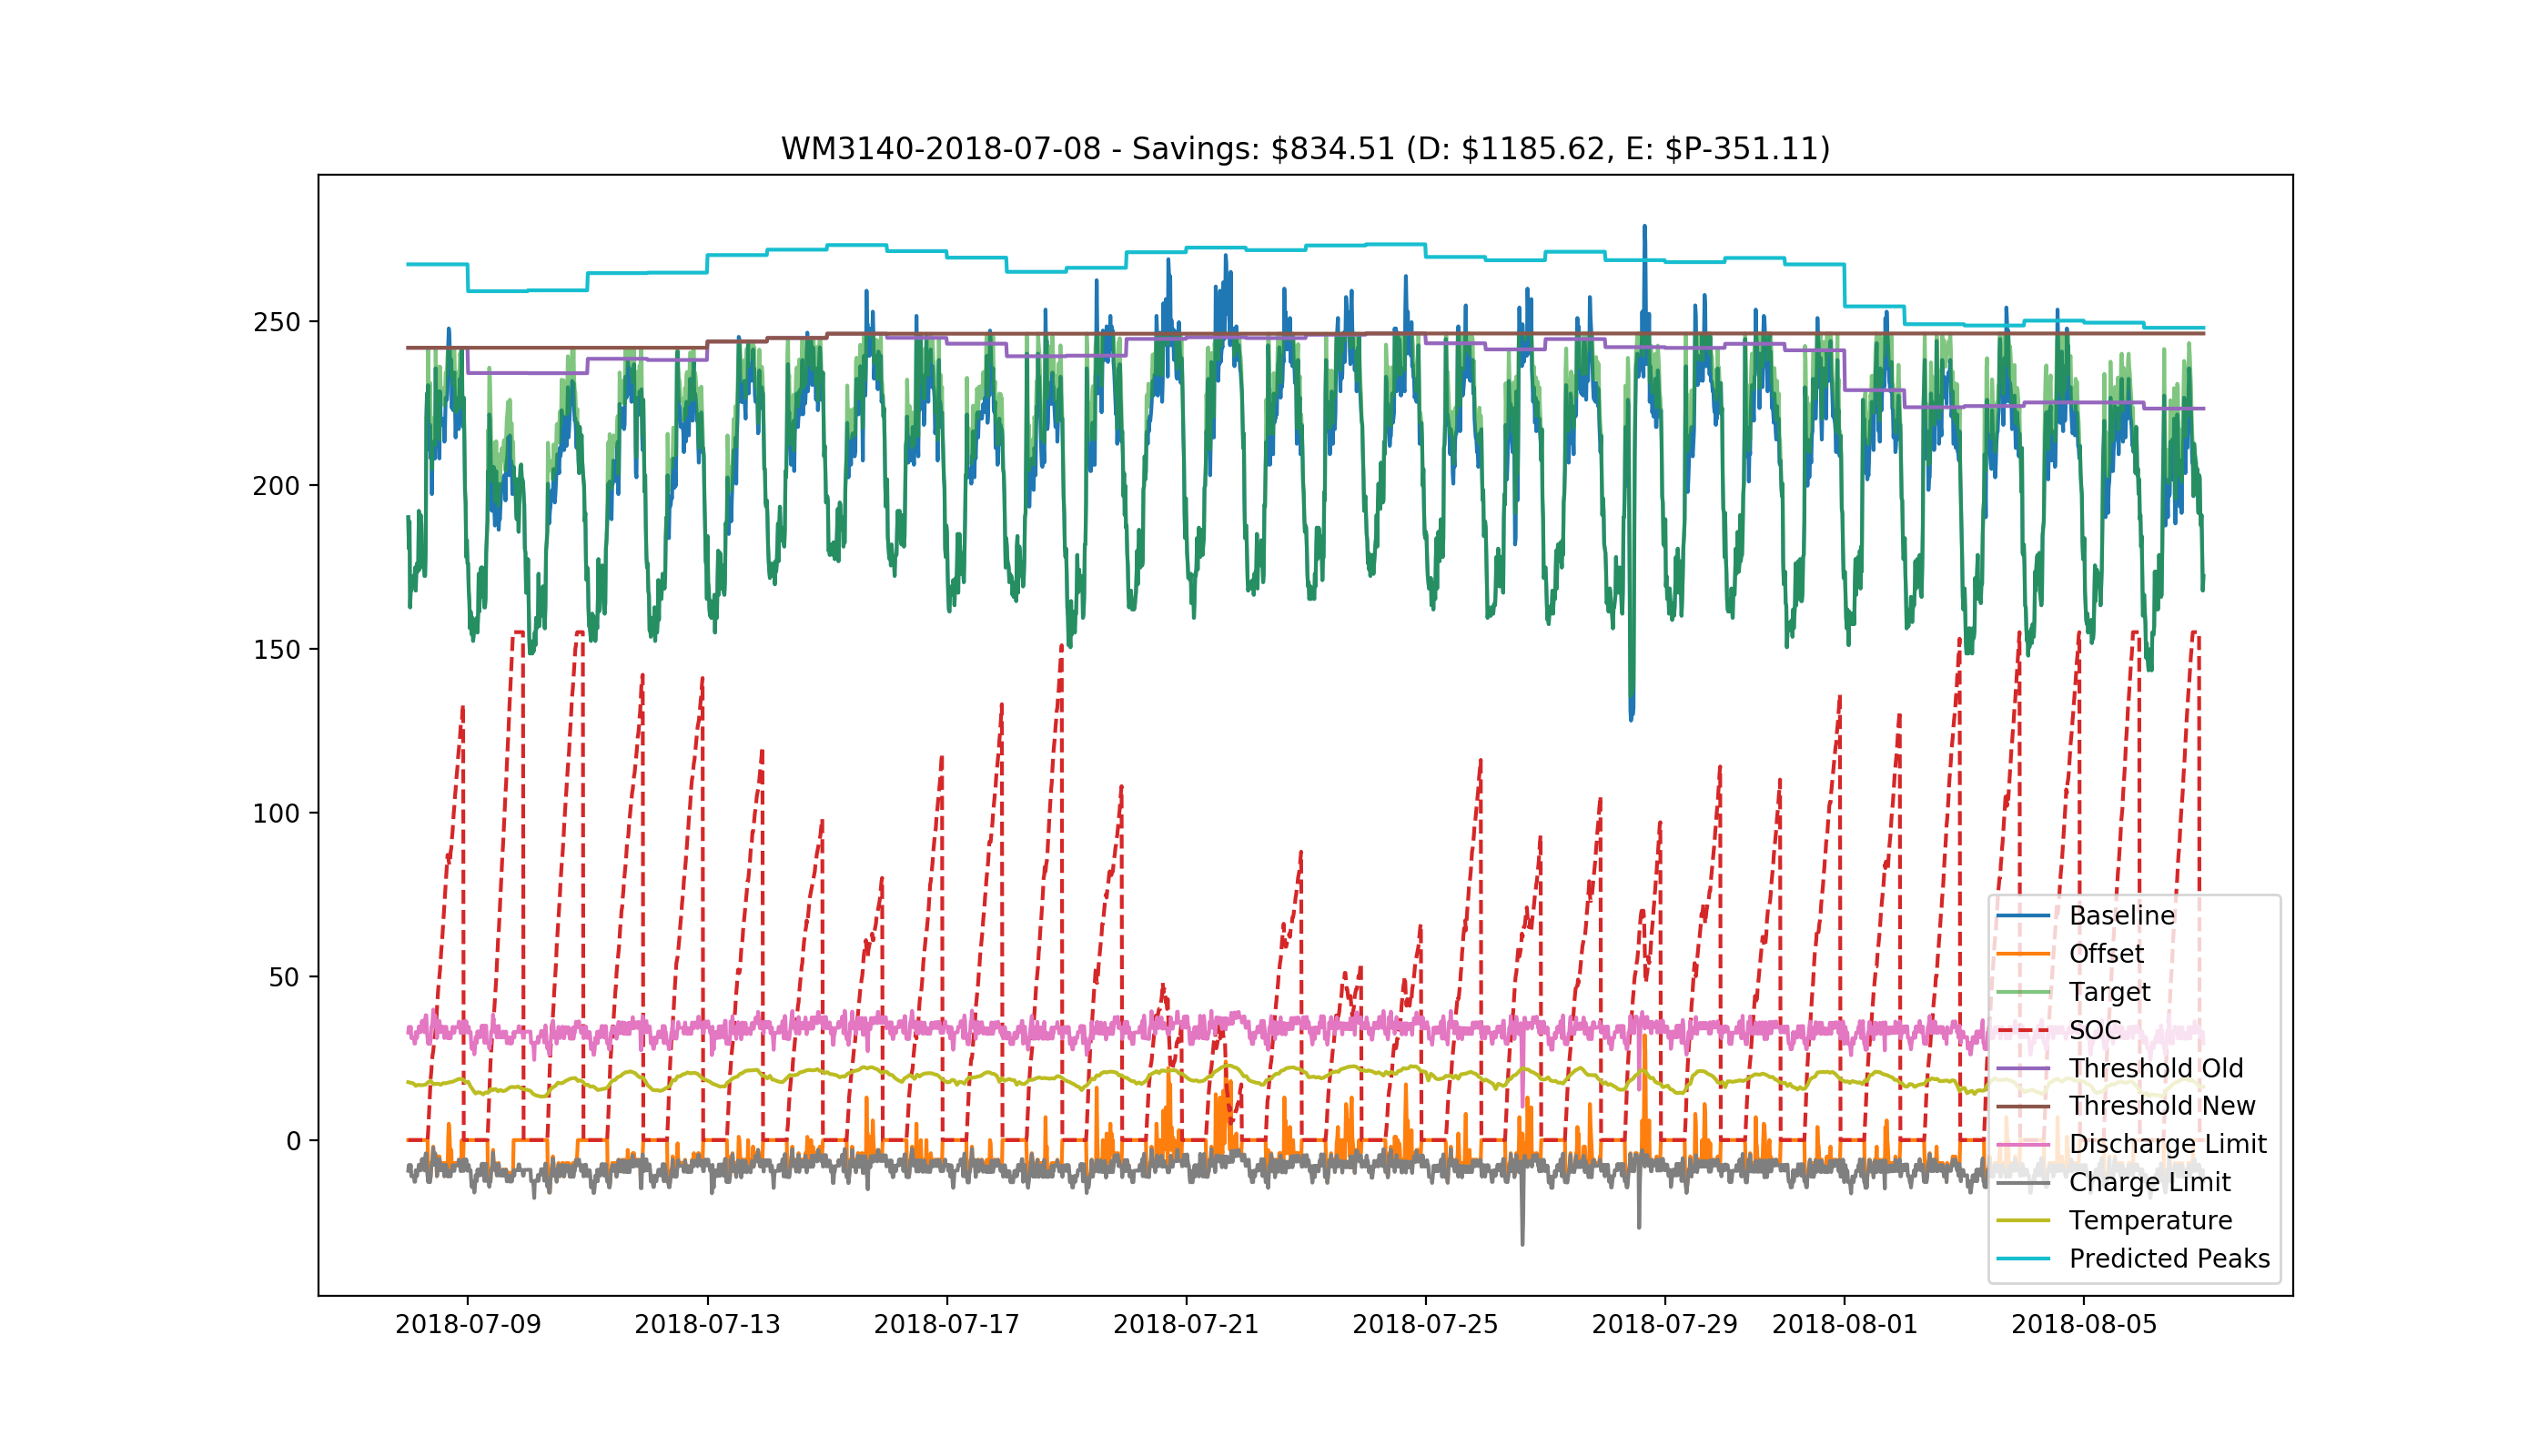 WM3140-2018-07-08 - Savings: $834.51 (D: $1185.62, E: $P-351.11)
250
200
150
100
50
0
Baseline
Offset
Target
SOC
Threshold Old
Threshold New
Discharge Limit
Charge Limit
Temperature
Predicted Peaks
2018-07-09 2018-07-13 2018-07-17 2018-07-21 2018-07-25 2018-07-29 2018-08-01 2018-08-05